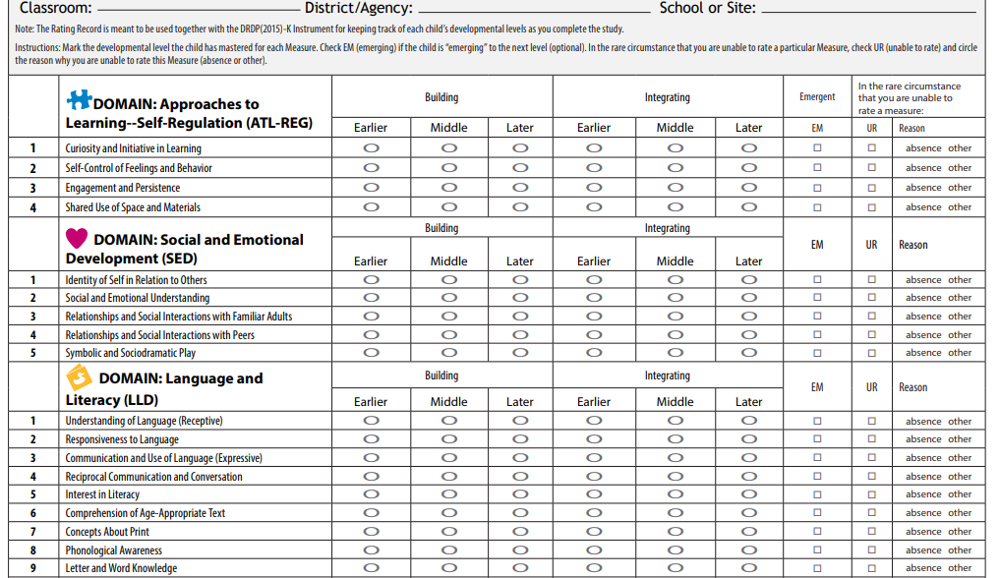 Classroom: District/Agency: School or Site:
Note: The Rating Record is meant to be used together with the DRDP(2015)-K Instrument for keeping track of each child's developmental levels as you complete the study.
Instructions: Mark the developmental level the child has mastered for each Measure. Check EM (emerging) if the child is "emerging" to the next level (optional). In the rare circumstance that you are unable to rate a particular Measure, check UR (unable to rate) and circle
the reason why you are unable to rate this Measure (absence or other).
DOMAIN: Approaches to
Learning--Self-Regulation (ATL-REG)
Building Integrating Emergent
In the rare circumstance
that you are unable to
rate a measure:
Earlier Middle Later Earlier Middle Later EM UR Reason
1 Curiosity and Initiative in Learning absence other
2 Self-Control of Feelings and Behavior absence other
3 Engagement and Persistence absence other
4 Shared Use of Space and Materials absence other
DOMAIN: Social and Emotional
Development (SED)
Building Integrating EM UR Reason
Earlier Middle Later Earlier Middle Later
1 Identity of Self in Relation to Others absence other
2 Social and Emotional Understanding absence other
3 Relationships and Social Interactions with Familiar Adults absence other
4 Relationships and Social Interactions with Peers absence other
5 Symbolic and Sociodramatic Play absence other
DOMAIN: Language and
Literacy (LLD)
Building Integrating EM UR Reason
Earlier Middle Later Earlier Middle Later
1 Understanding of Language (Receptive) absence other
2 Responsiveness to Language absence other
3 Communication and Use of Language (Expressive) absence other
4 Reciprocal Communication and Conversation absence other
5 Interest in Literacy absence other
6 Comprehension of Age-Appropriate Text absence other
7 Concepts About Print absence other
8 Phonological Awareness absence other
9 Letter and Word Knowledge absence other